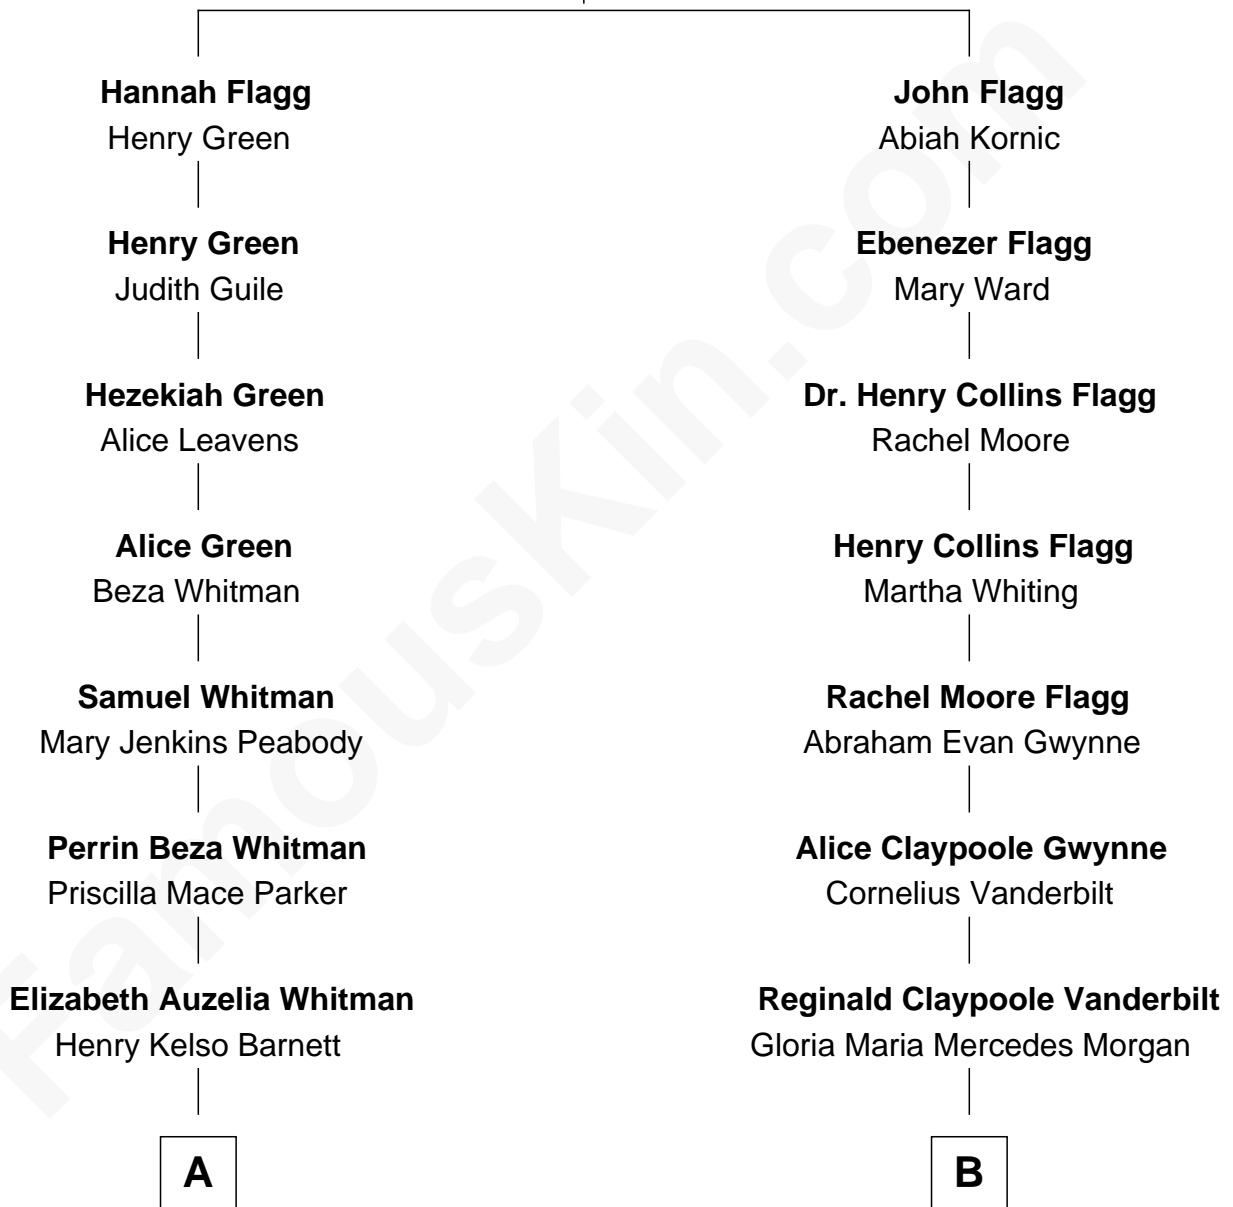 Hannah Flagg
Henry Green
Henry Green
Judith Guile
Hezekiah Green
Alice Leavens
Alice Green
Beza Whitman
Samuel Whitman
Mary Jenkins Peabody
Perrin Beza Whitman
Priscilla Mace Parker
Elizabeth Auzelia Whitman
Henry Kelso Barnett
A
John Flagg
Abiah Kornic
Ebenezer Flagg
Mary Ward
Dr. Henry Collins Flagg
Rachel Moore
Henry Collins Flagg
Martha Whiting
Rachel Moore Flagg
Abraham Evan Gwynne
Alice Claypoole Gwynne
Cornelius Vanderbilt
Reginald Claypoole Vanderbilt
Gloria Maria Mercedes Morgan
B
FamousKin.com